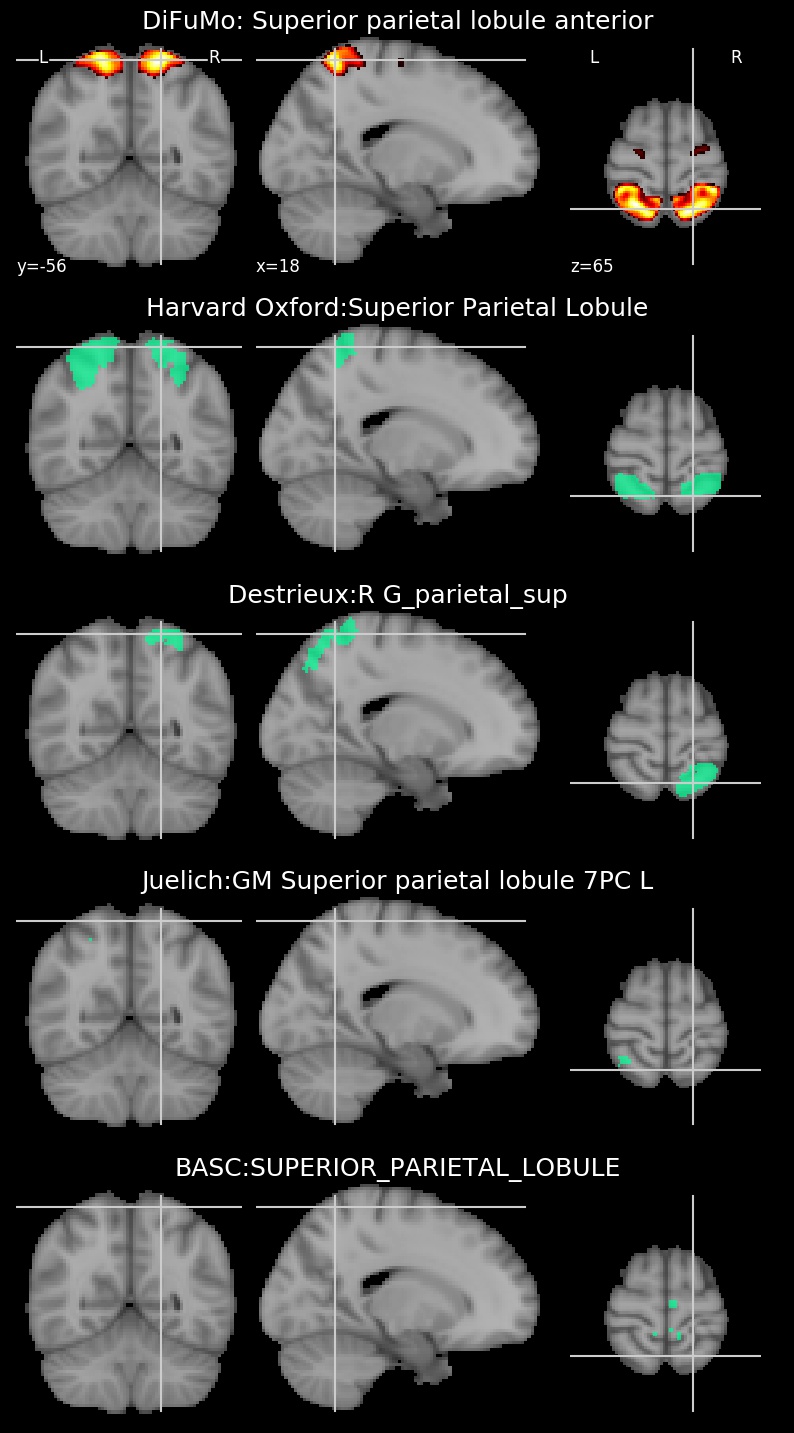 DiFuMo: Superior parietal lobule anterior
L R L R
y=-56 x=18 z=65
Harvard Oxford:Superior Parietal Lobule
Destrieux:R G_parietal_sup
Juelich:GM Superior parietal lobule 7PC L
BASC:SUPERIOR_PARIETAL_LOBULE